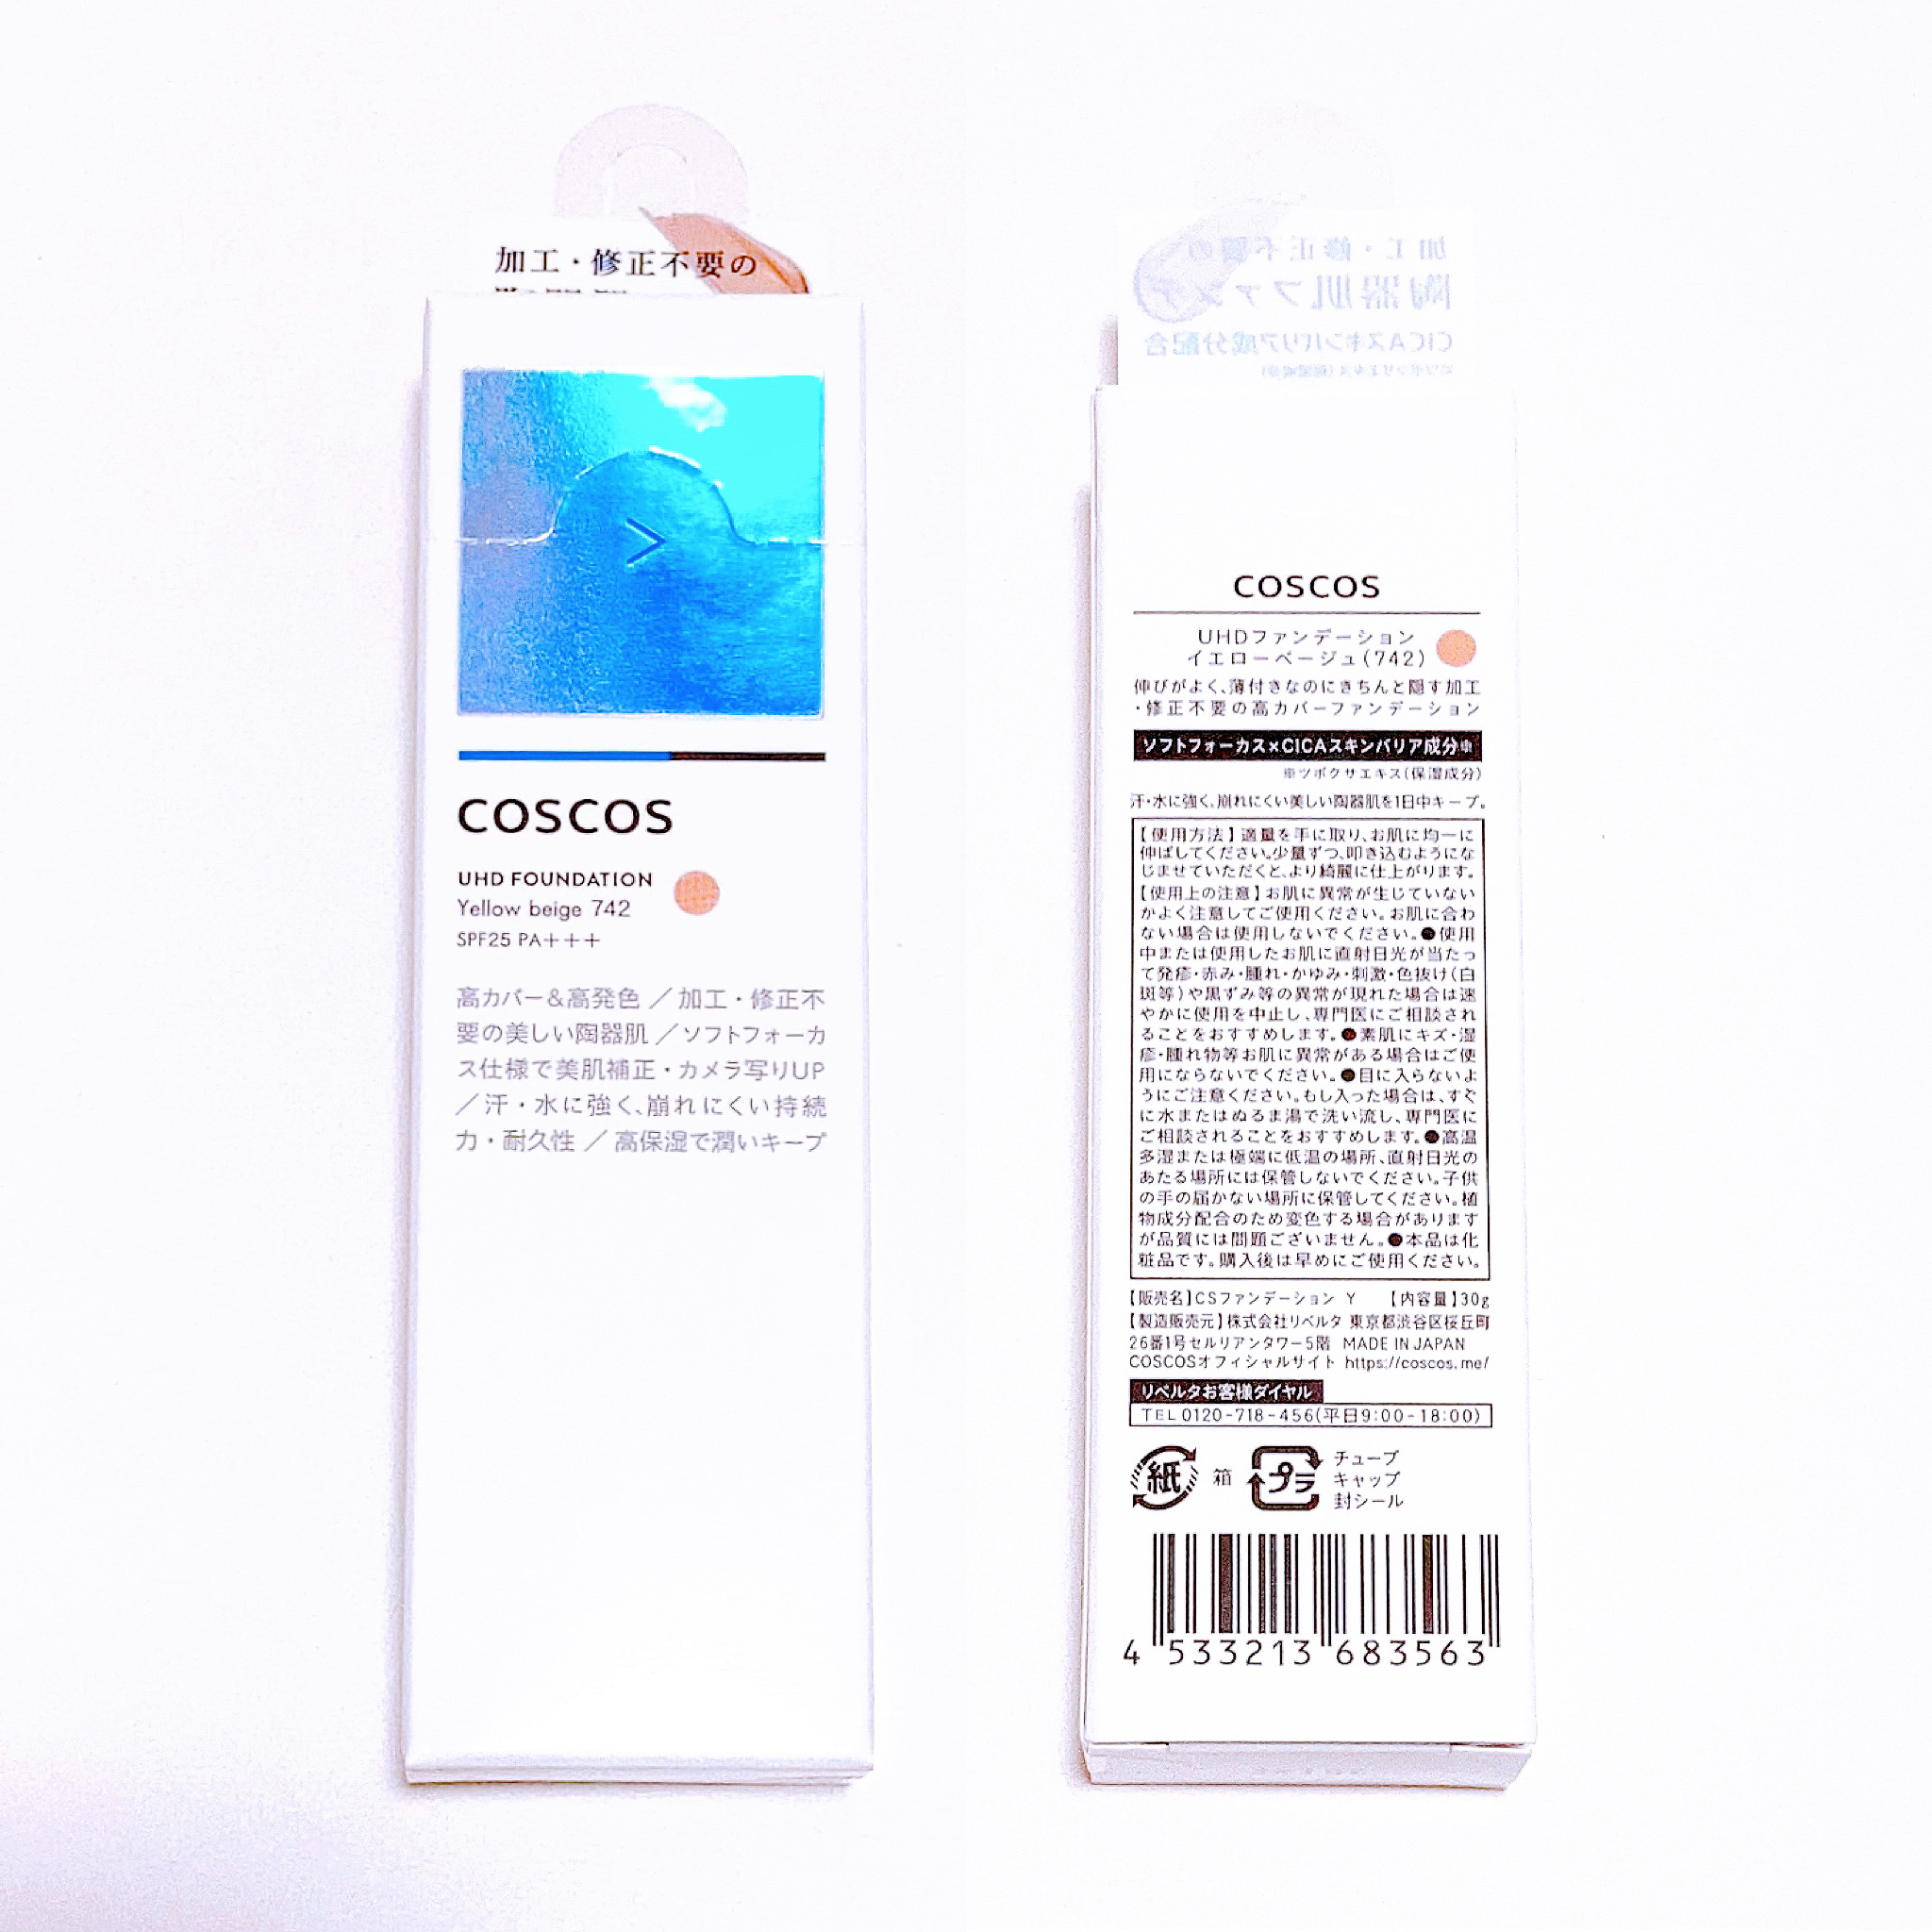 加工・修正不要の
COSCOS
UHD FOUNDATION
Yellow beige 742
SPF25 PA+++
高カバー&高発色／加工・修正不
要の美しい陶器肌／ソフトフォーカ
ス仕様で美肌補正・カメラ写りUP
／汗・水に強く、崩れにくい持続
力・耐久性／高保湿で潤いキープ
加工・修正不要の
陶器肌ファンデ
CICAスキンバリア成分配合
COSCOS
UHDファンデーション
イエローベージュ(742)
伸びがよく、薄付きなのにきちんと隠す加工
・修正不要の高カバーファンデーション
ソフトフォーカス×CICAスキンバリア成分※
※ツボクサエキス(保湿成分)
汗・水に強く、崩れにくい美しい陶器肌を1日中キープ。
【使用方法】適量を手に取り、お肌に均一に
伸ばしてください。少量ずつ、叩き込むようにな
じませていただくと、より綺麗に仕上がります。
【使用上の注意】お肌に異常が生じていない
かよく注意してご使用ください。お肌に合わ
ない場合は使用しないでください。●使用
中または使用したお肌に直射日光が当たっ
て発疹・赤み・腫れ・かゆみ・刺激・色抜け(白
斑等)や黒ずみ等の異常が現れた場合は速
やかに使用を中止し、専門医にご相談され
ることをおすすめします。●素肌にキズ・湿
疹・腫れ物等お肌に異常がある場合はご使
用にならないでください。●目に入らないよ
うにご注意ください。もし入った場合は、すぐ
に水またはぬるま湯で洗い流し、専門医に
ご相談されることをおすすめします。●高温
多湿または極端に低温の場所、直射日光の
あたる場所には保管しないでください。子供
の手の届かない場所に保管してください。植
物成分配合のため変色する場合があります
が品質には問題ございません。●本品は化
粧品です。購入後は早めにご使用ください。
【販売名】CSファンデーション Y 【内容量】30g
【製造販売元】株式会社リベルタ 東京都渋谷区桜丘町
26番1号セルリアンタワー5階 MADE IN JAPAN
COSCOSオフィシャルサイト https://coscos.me/
リベルタお客様ダイヤル
TEL 0120-718-456(平日9:00-18:00)
紙 箱 プラ チューブ
キャップ
封シール
4 533213 683563